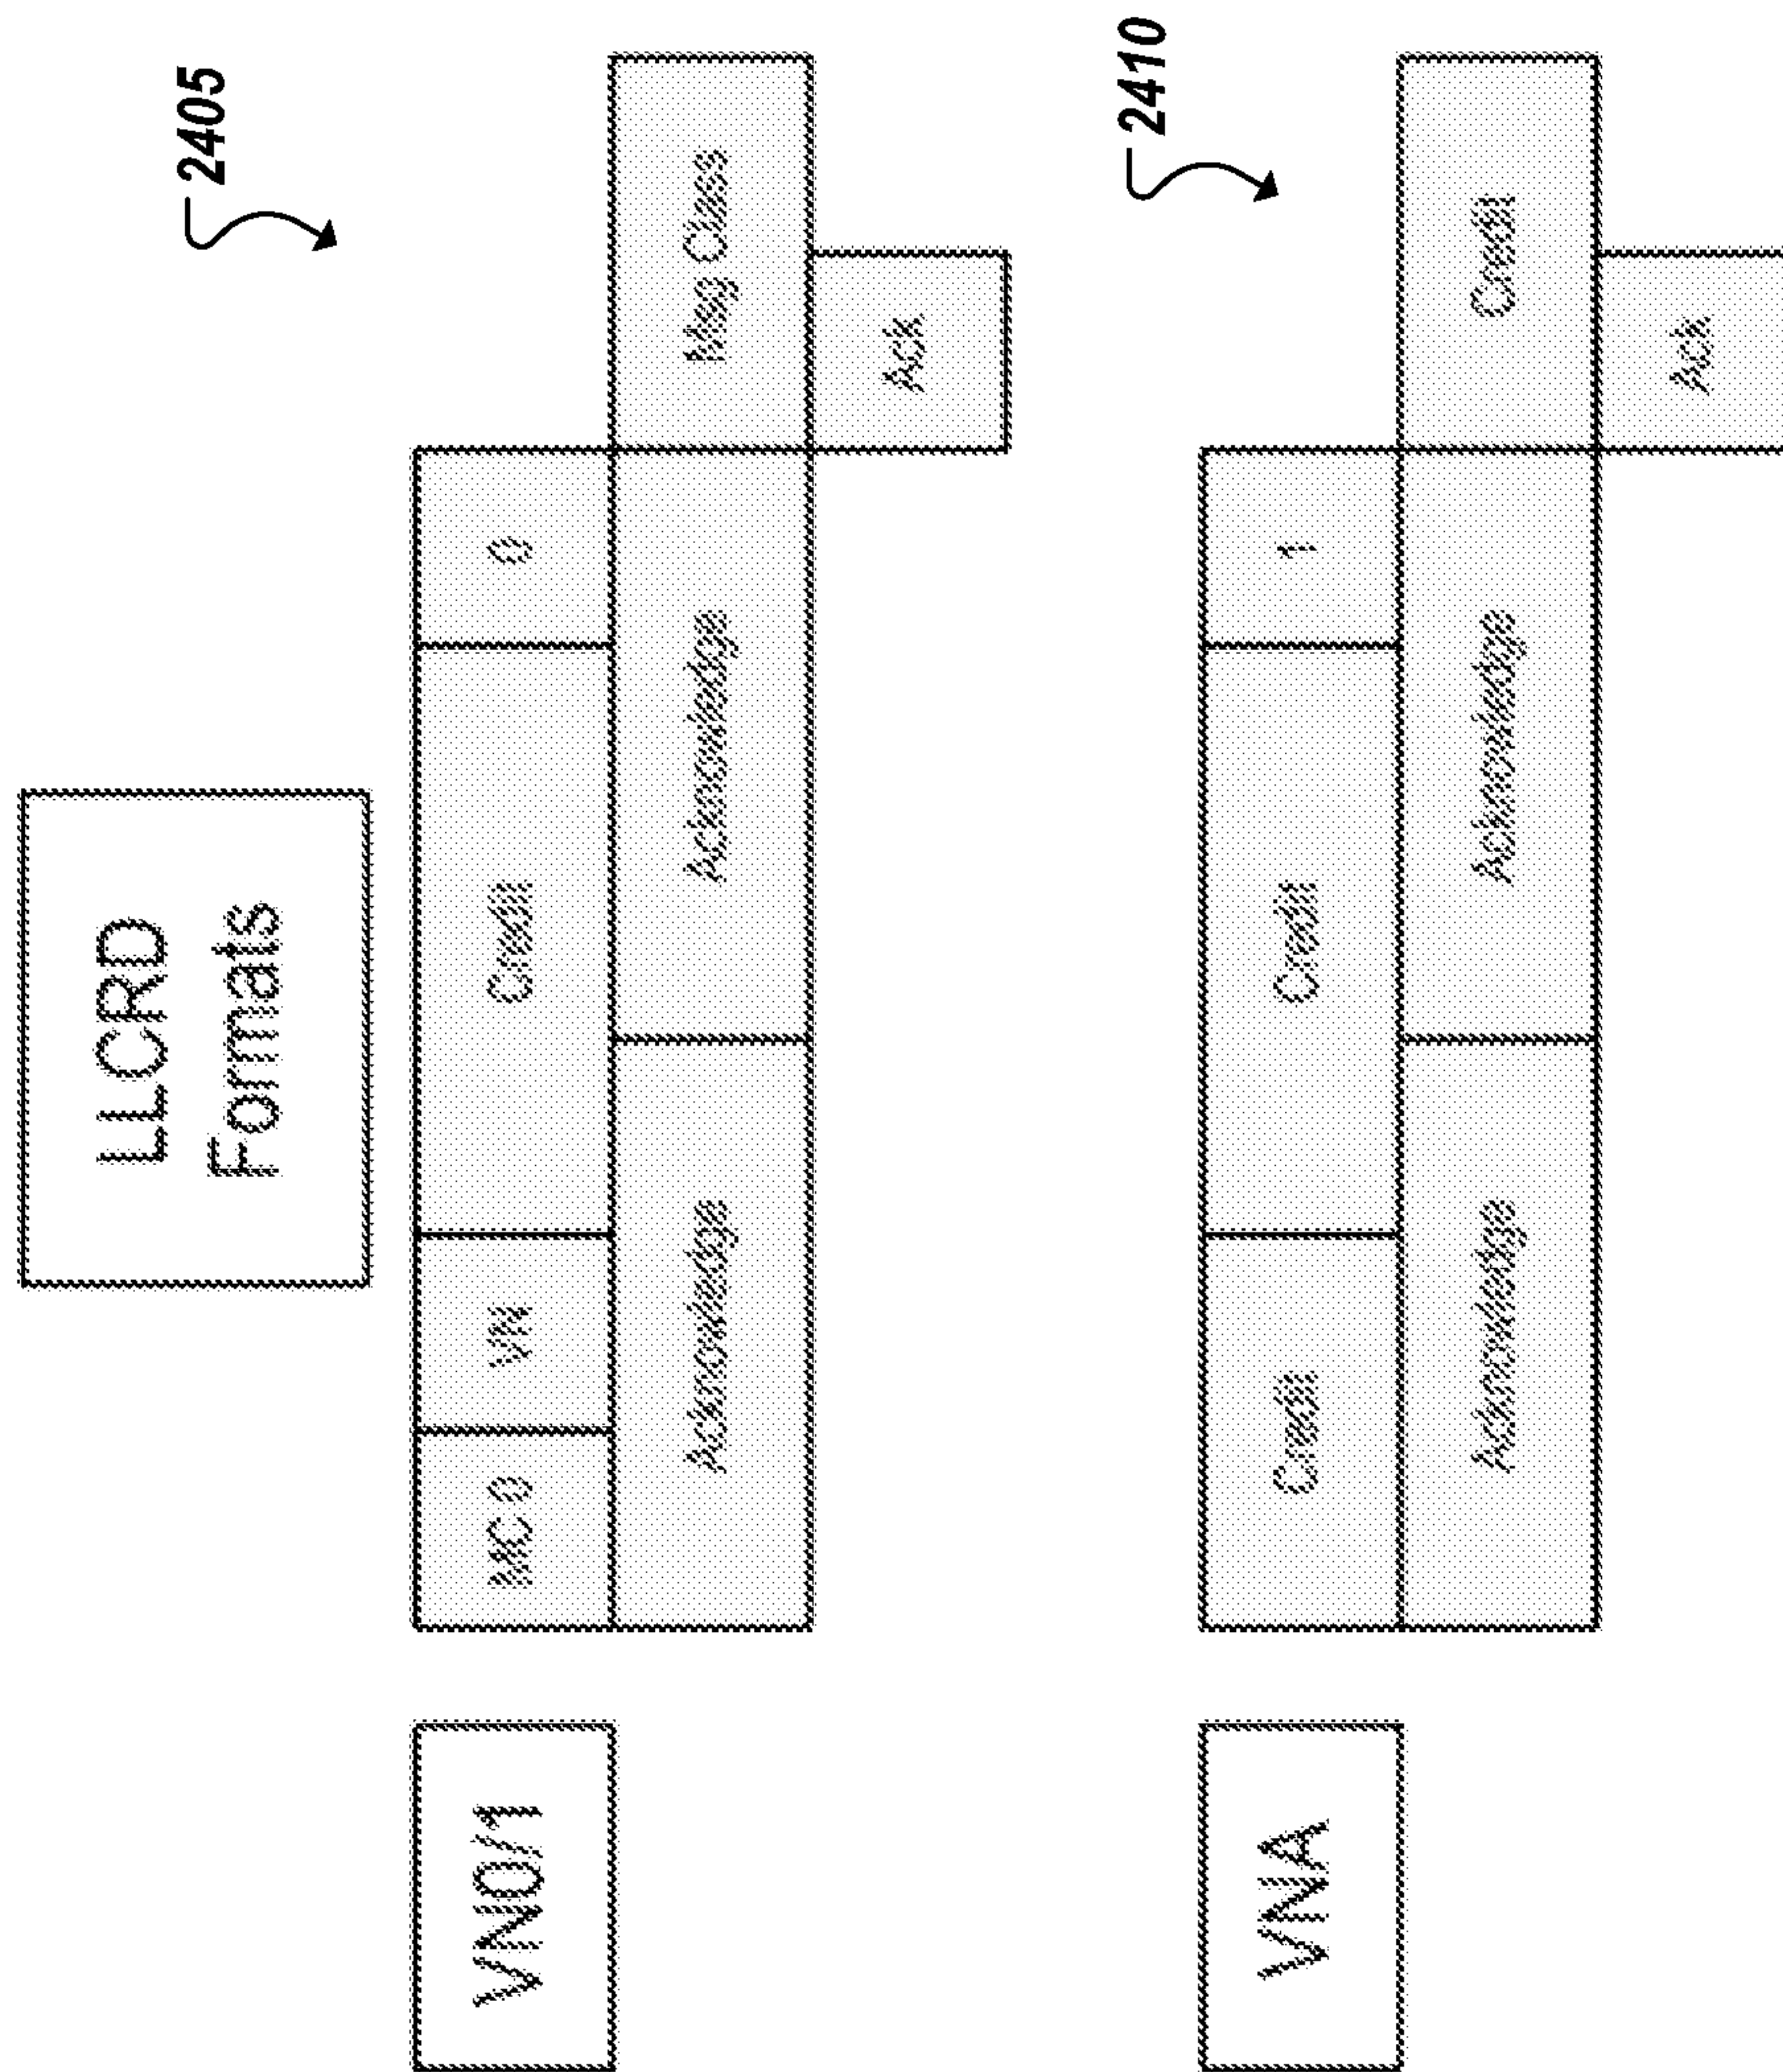 LLCRD
Formats
2405
VN0/1
MC 0 VN Credit 0
Acknowledge Acknowledge Msg Class
Ack
2410
VNA
Credit Credit 1
Acknowledge Acknowledge Credit
Ack